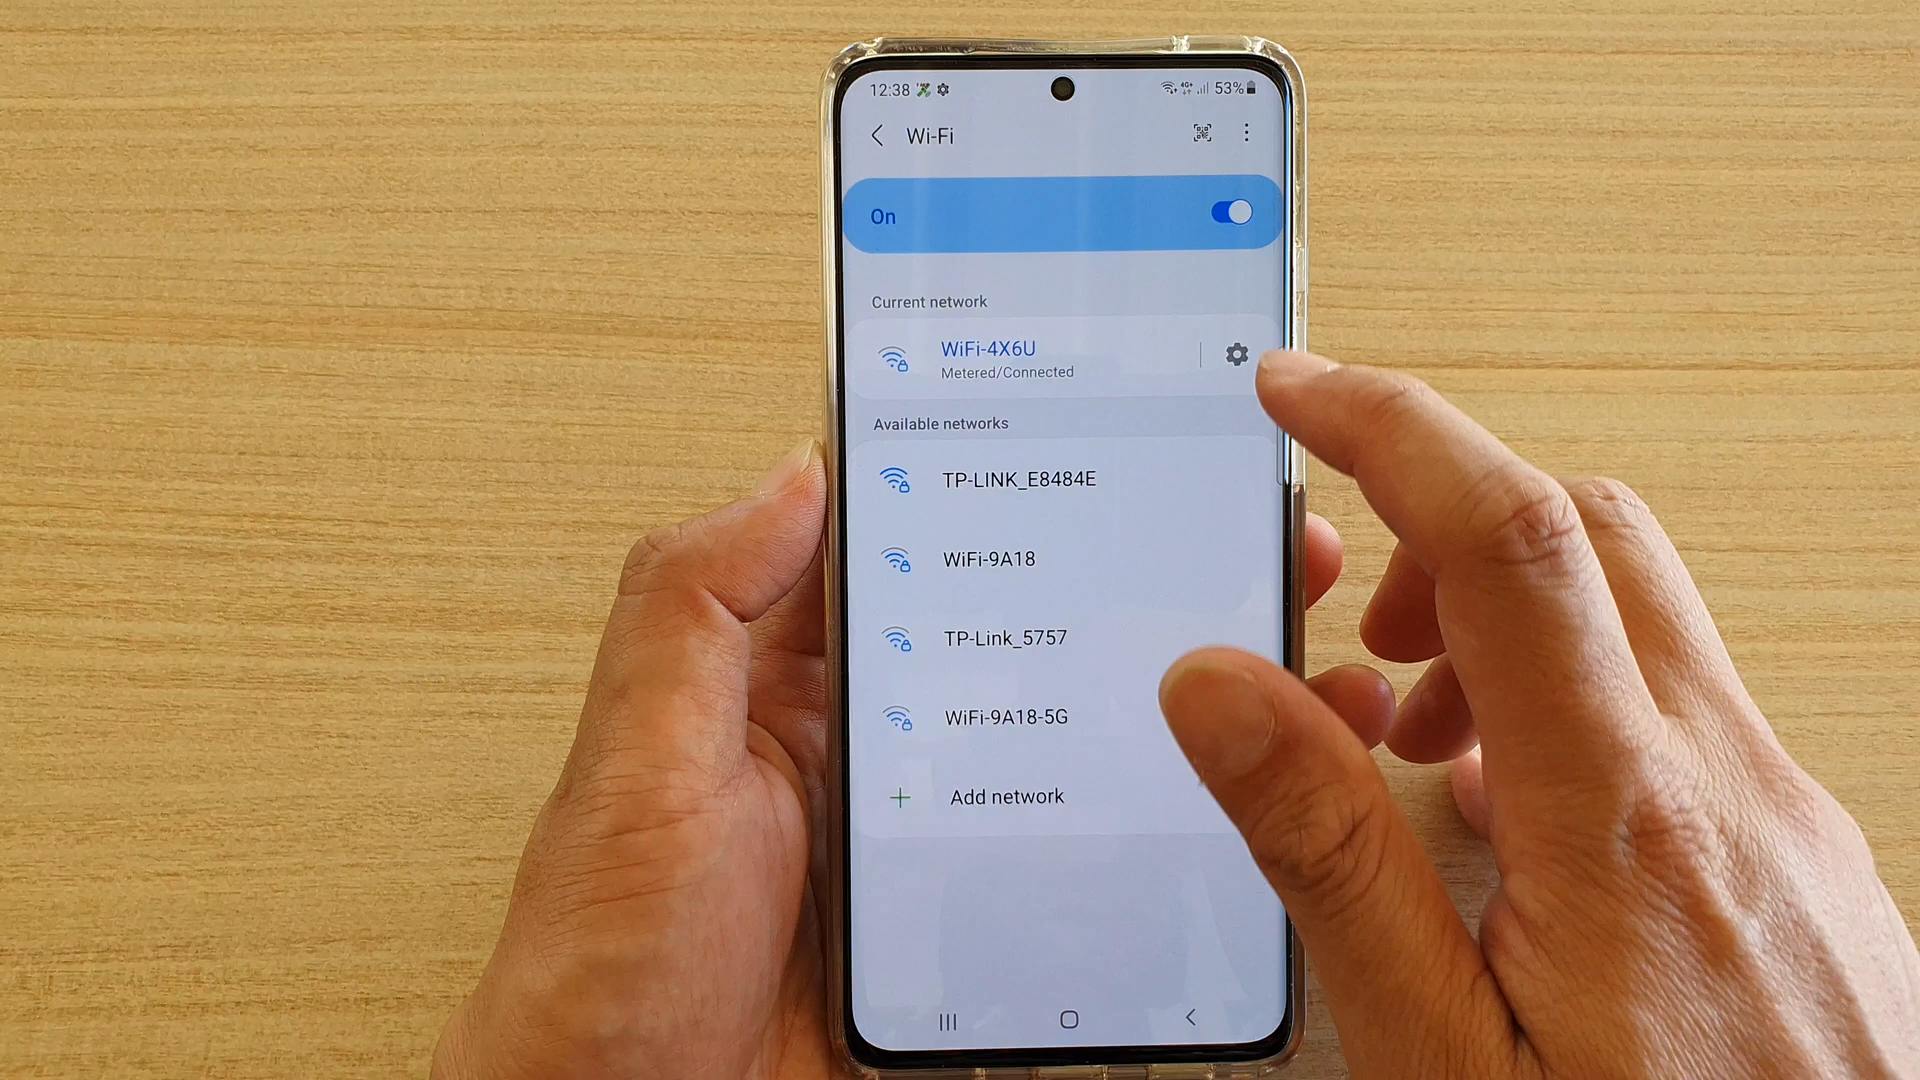 12:38
4G+ 53%
Wi-Fi
On
Current network
WiFi-4X6U
Metered/Connected
Available networks
TP-LINK_E8484E
WiFi-9A18
TP-Link_5757
WiFi-9A18-5G
Add network